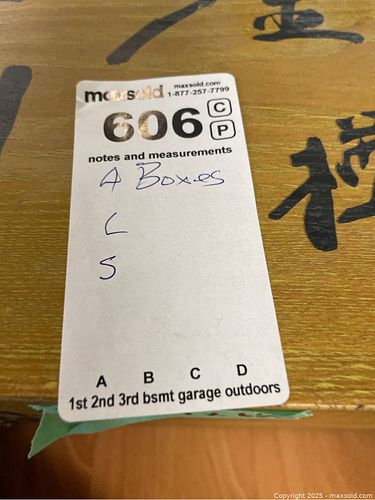 maxsold
maxsold.com
1-877-257-7799
606
C
P
notes and measurements
4 Boxes
L
S
A B C D
1st 2nd 3rd bsmt garage outdoors
© Copyright 2025 - maxsold.com